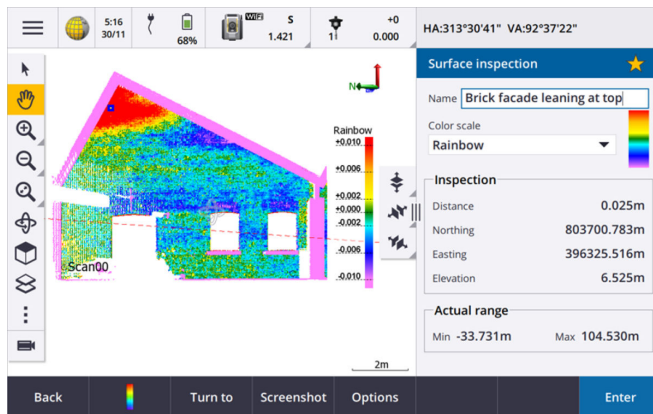 5:16
30/11
68%
WiFi
S
1.421
1
+0
0.000
HA:313°30'41" VA:92°37'22"
Surface inspection
Name Brick facade leaning at top
Color scale
Rainbow
Inspection
Distance 0.025m
Northing 803700.783m
Easting 396325.516m
Elevation 6.525m
Actual range
Min -33.731m Max 104.530m
N
Rainbow
+0.010
+0.006
+0.002
+0.000
-0.002
-0.006
-0.010
Scan00
2m
Back
Turn to
Screenshot
Options
Enter